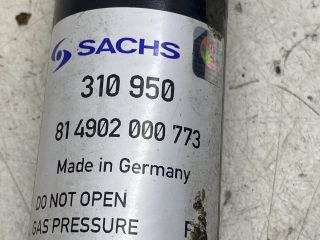 SACHS
310 950
81 4902 000 773
Made in Germany
DO NOT OPEN
GAS PRESSURE F